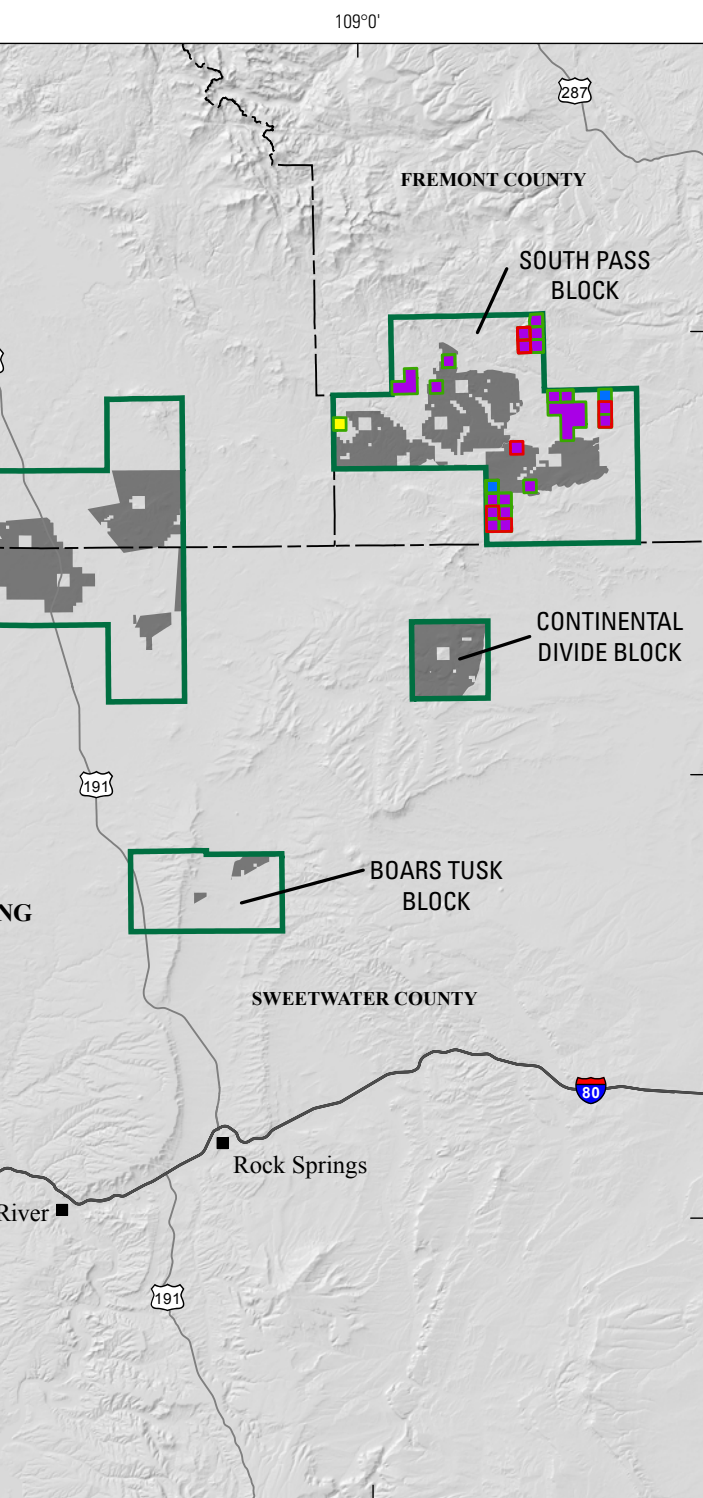 109°0'
287
FREMONT COUNTY
SOUTH PASS
BLOCK
CONTINENTAL
DIVIDE BLOCK
191
BOARS TUSK
BLOCK
NG
SWEETWATER COUNTY
80
Rock Springs
River
191